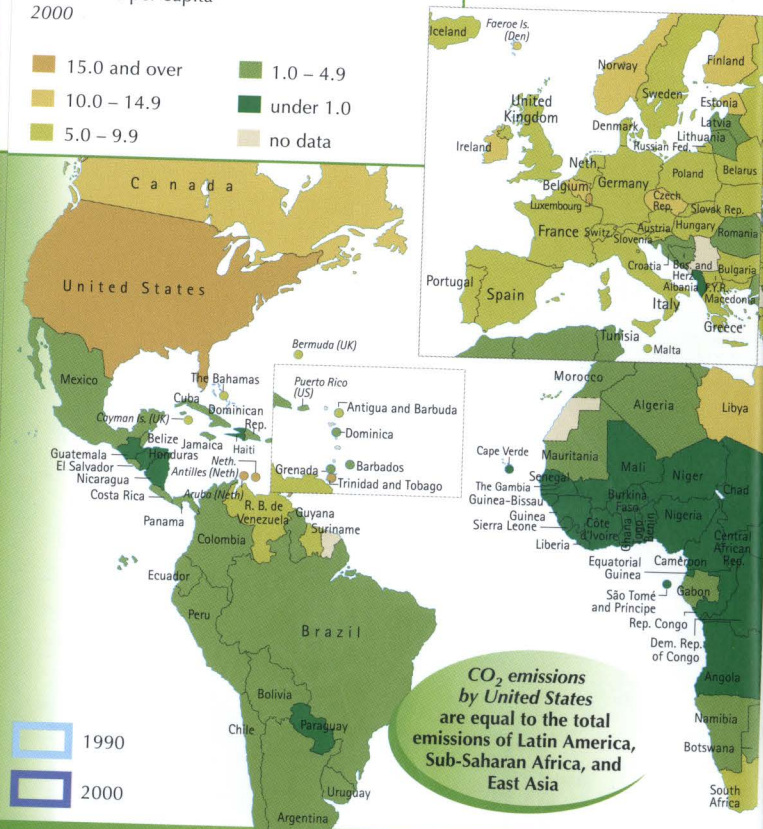 per capita
2000
15.0 and over
10.0 – 14.9
5.0 – 9.9
1.0 – 4.9
under 1.0
no data
Iceland
Faeroe Is.
(Den)
Norway
Finland
Sweden
United
Kingdom
Estonia
Latvia
Lithuania
Denmark
Russian Fed.
Ireland
Neth.
Belarus
Poland
Belgium
Germany
Luxembourg
Czech
Rep.
Slovak Rep.
France
Switz.
Austria
Hungary
Romania
Slovenia
Croatia
Bos. and
Herz.
Bulgaria
Albania
F.Y.R.
Macedonia
Portugal
Spain
Italy
Greece
Tunisia
Malta
Canada
United States
Bermuda (UK)
Mexico
The Bahamas
Cuba
Cayman Is. (UK)
Dominican
Rep.
Belize
Jamaica
Haiti
Guatemala
Honduras
El Salvador
Nicaragua
Neth.
Antilles (Neth)
Costa Rica
Aruba (Neth)
Panama
Puerto Rico
(US)
Antigua and Barbuda
Dominica
Grenada
Barbados
Trinidad and Tobago
R. B. de
Venezuela
Guyana
Suriname
Colombia
Ecuador
Peru
Brazil
Bolivia
Chile
Paraguay
Uruguay
Argentina
Morocco
Algeria
Libya
Cape Verde
Mauritania
Mali
Niger
Chad
Senegal
The Gambia
Guinea-Bissau
Guinea
Sierra Leone
Liberia
Burkina
Faso
Côte
d'Ivoire
Ghana
Togo
Benin
Nigeria
Central
African
Rep.
Cameroon
Equatorial
Guinea
Gabon
São Tomé
and Príncipe
Rep. Congo
Dem. Rep.
of Congo
Angola
Namibia
Botswana
South
Africa
CO₂ emissions
by United States
are equal to the total
emissions of Latin America,
Sub-Saharan Africa, and
East Asia
1990
2000